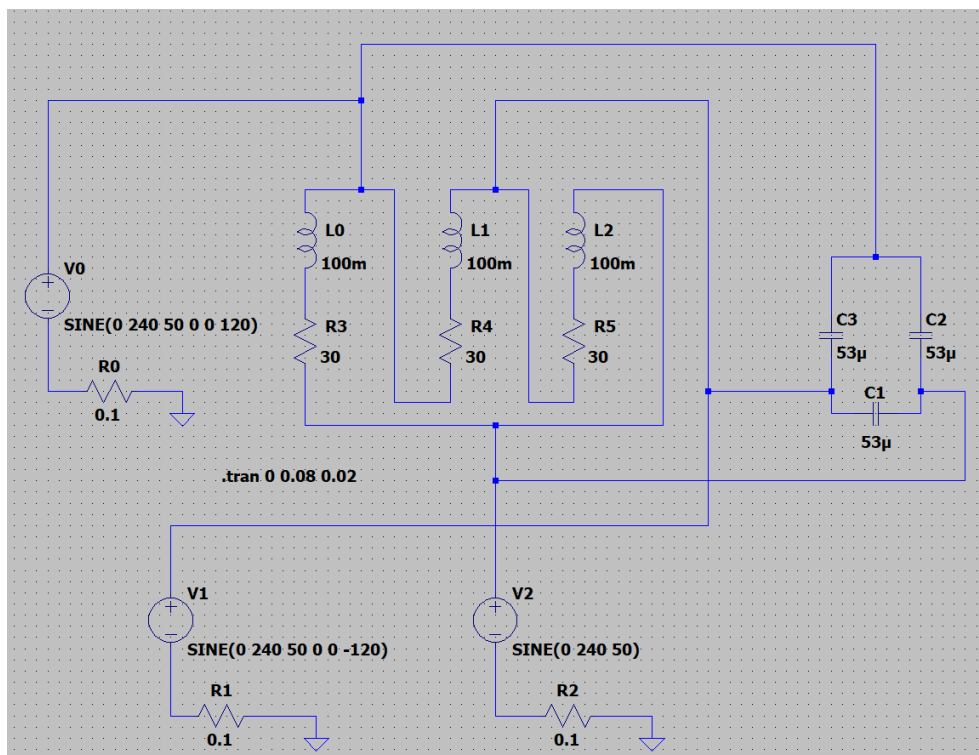 L0
100m
L1
100m
L2
100m
V0
SINE(0 240 50 0 0 120)
R3
30
R4
30
R5
30
C3
53µ
C2
53µ
R0
0.1
C1
53µ
.tran 0 0.08 0.02
V1
SINE(0 240 50 0 0 -120)
V2
SINE(0 240 50)
R1
0.1
R2
0.1